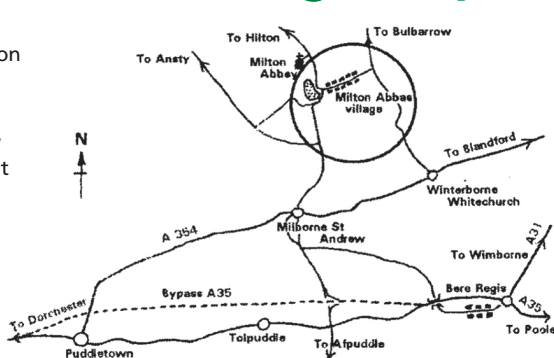 on
To Hilton
To Bulbarrow
To Ansty
Milton
Abbey
Milton Abbas
village
N
t
To Blandford
Winterborne
Whitechurch
Milborne St
Andrew
A 354
A31
To Wimborne
Bere Regis
A35
To Poole
Bypass A35
To Dorchester
Puddletown
Tolpuddle
To Afpuddle